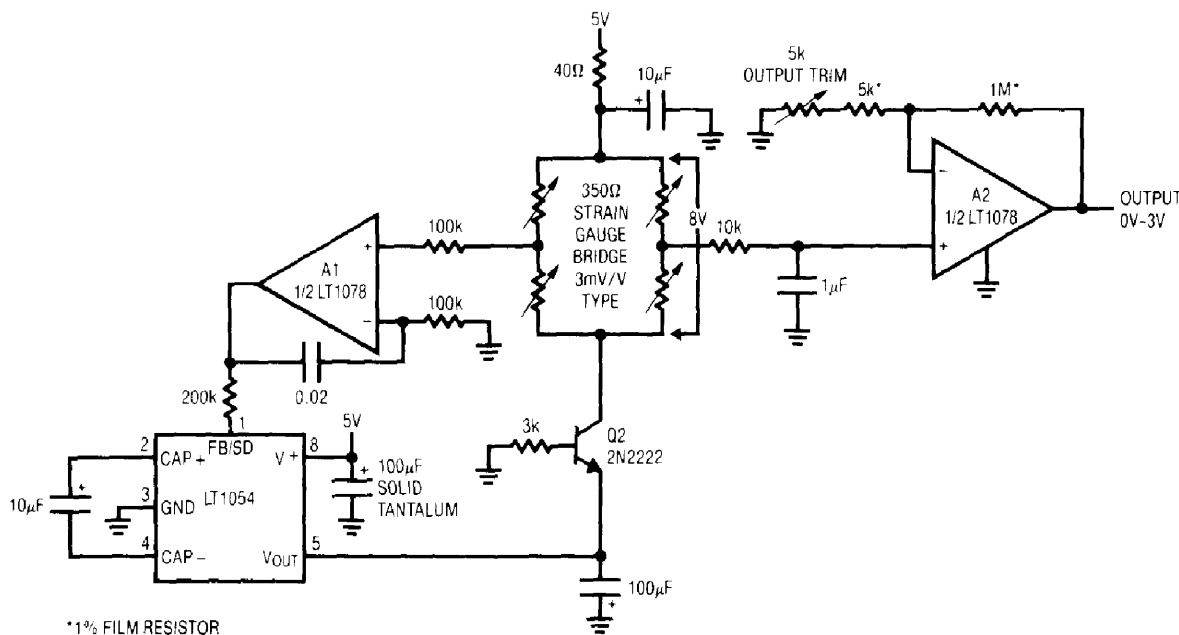 5V
40Ω
10μF
5k
OUTPUT TRIM
5k*
1M*
A2
1/2 LT1078
-
+
OUTPUT
0V–3V
350Ω
STRAIN
GAUGE
BRIDGE
3mV/V
TYPE
8V
10k
1μF
100k
+
A1
1/2 LT1078
-
100k
0.02
200k
1
FB/SD
2
CAP+
8
V+
5V
100μF
SOLID
TANTALUM
3
GND
LT1054
10μF
4
CAP–
5
VOUT
3k
Q2
2N2222
100μF
*1% FILM RESISTOR